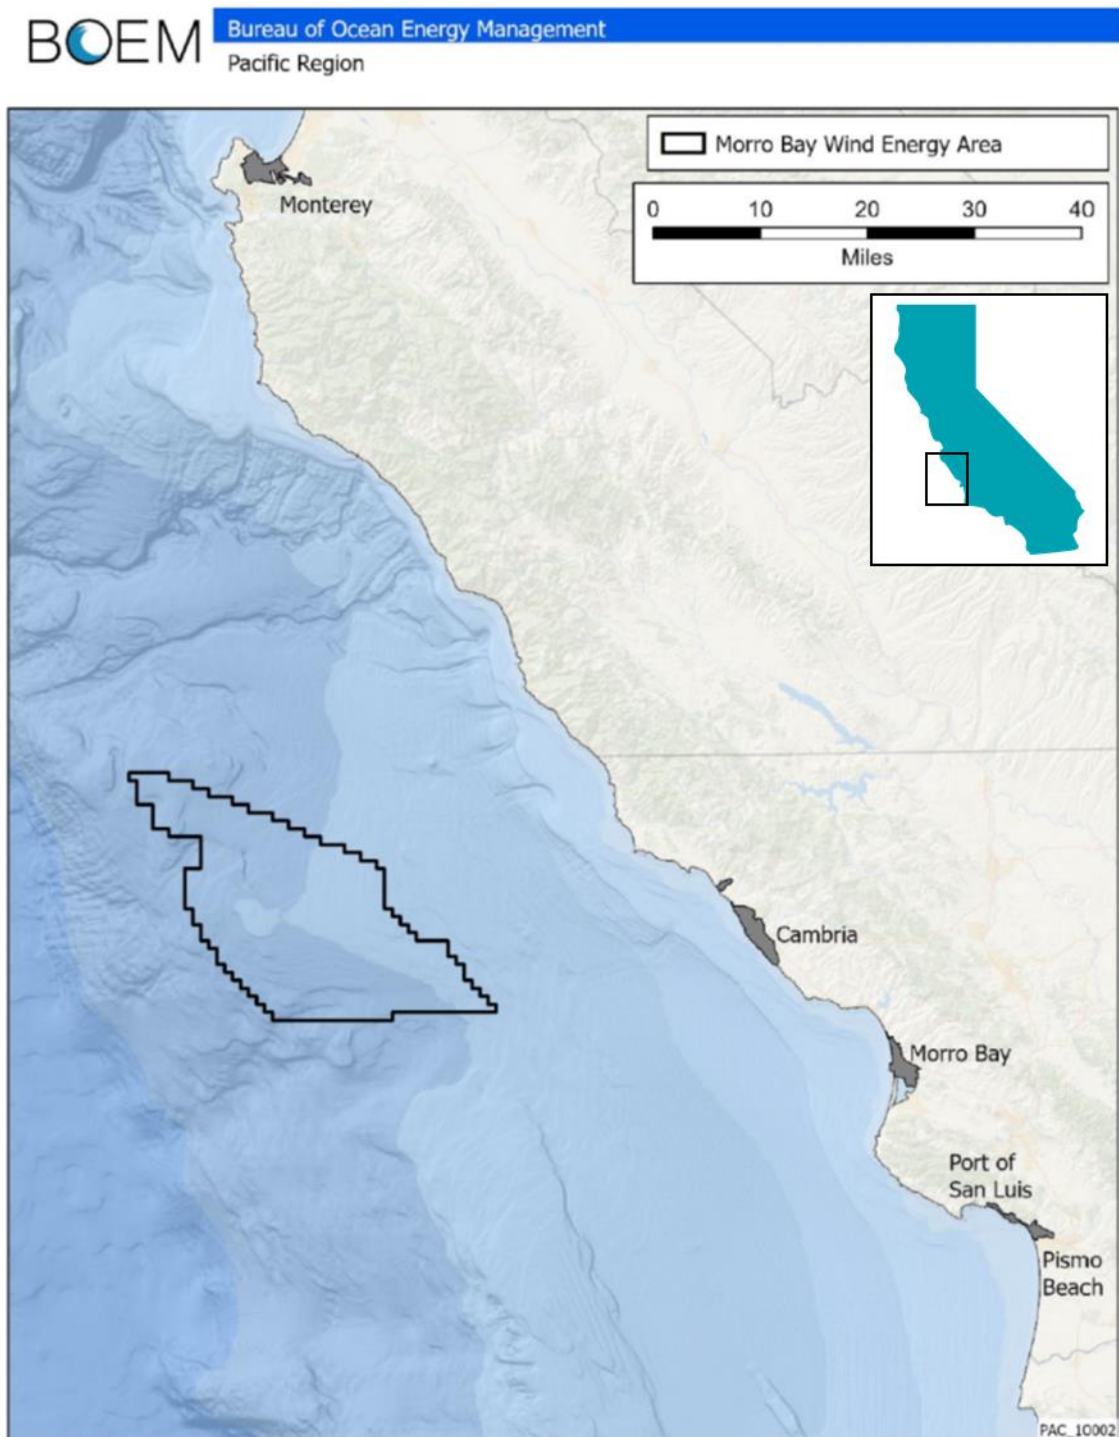 BOEM
Bureau of Ocean Energy Management
Pacific Region
Morro Bay Wind Energy Area
0 10 20 30 40
Miles
Monterey
Cambria
Morro Bay
Port of
San Luis
Pismo
Beach
PAC_10002